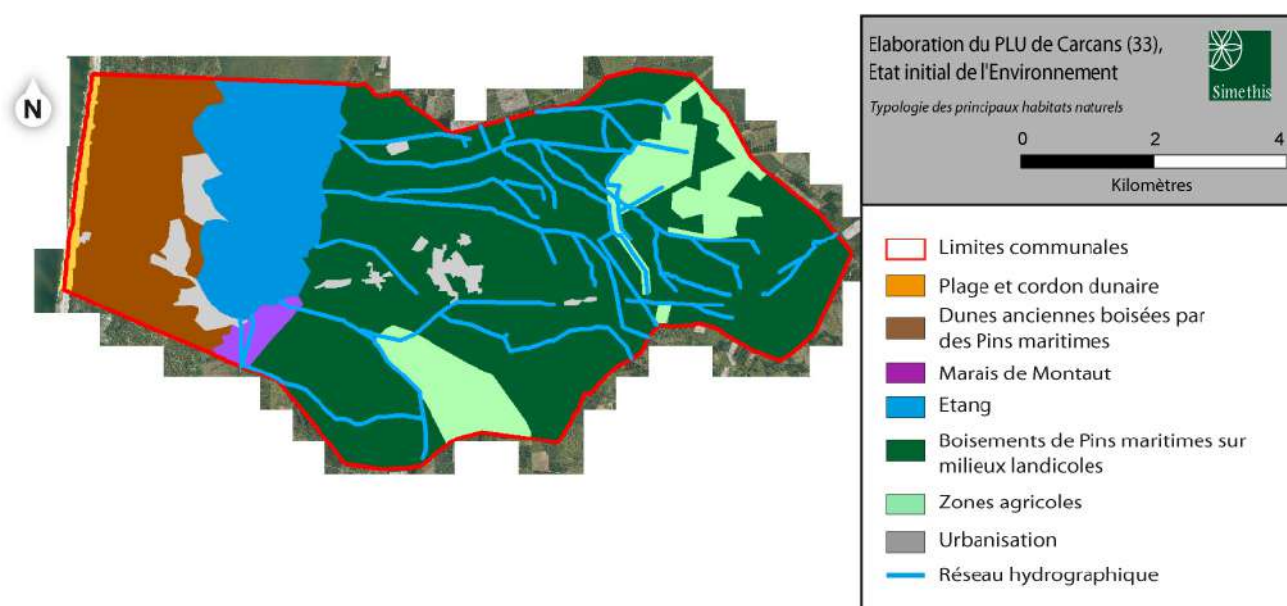 N
Elaboration du PLU de Carcans (33),
Etat initial de l'Environnement
Typologie des principaux habitats naturels
Simethis
0 2 4
Kilomètres
Limites communales
Plage et cordon dunaire
Dunes anciennes boisées par
des Pins maritimes
Marais de Montaut
Etang
Boisements de Pins maritimes sur
milieux landicoles
Zones agricoles
Urbanisation
Réseau hydrographique